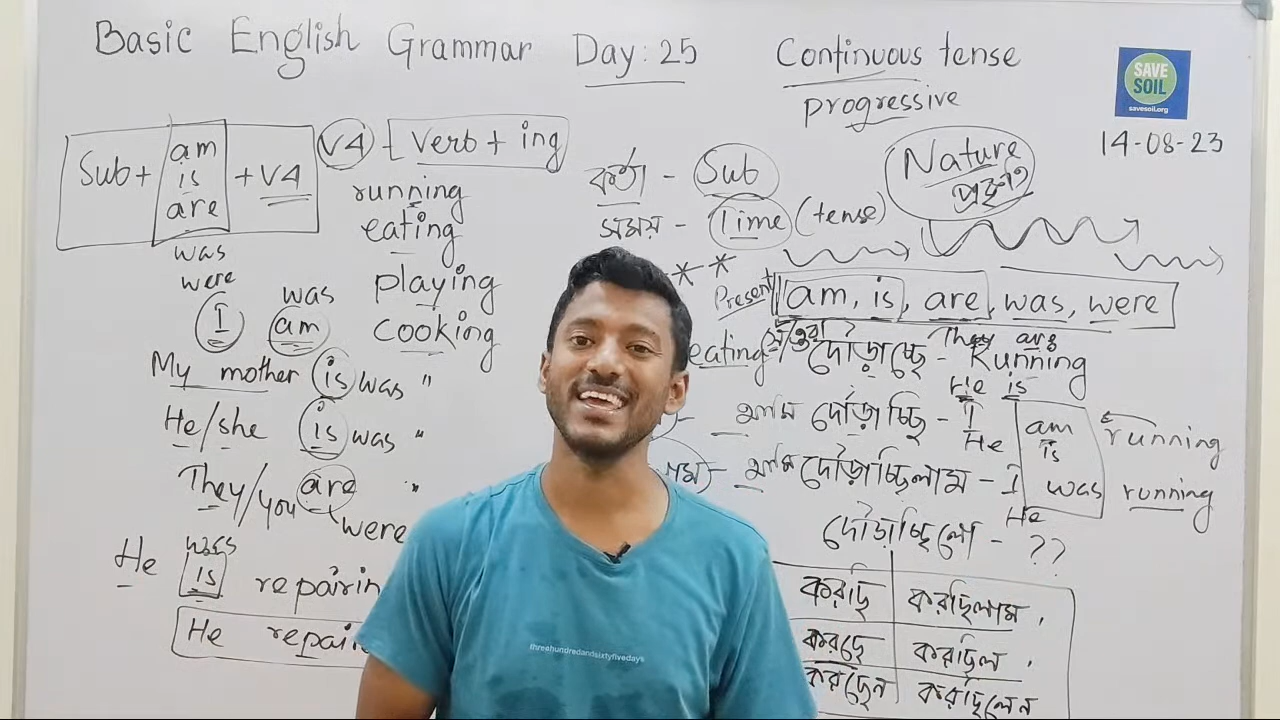 Basic English Grammar Day: 25
Continuous tense
progressive
SAVE
SOIL
savesoil.org
14-08-23
Sub + am + V4
is
are
was
were
V4 - Verb + ing
running
eating
playing
cooking
was
I am
My mother is was "
He/she is was "
They/you are "
were
was
He is repairin
He repair
কর্তা - Sub
সময় - Time (tense)
Nature
* *
Present am, is, are, was, were
eating দৌড়াচ্ছে - Running
They are
He is
দৌড়াচ্ছি - I am running
He is
দৌড়াচ্ছিলাম - I was running
He
দৌড়াচ্ছিলো - ??
করছি করছিলাম,
করছে করছিল,
করছেন করছিলেন
threehundredandsixtyfivedays